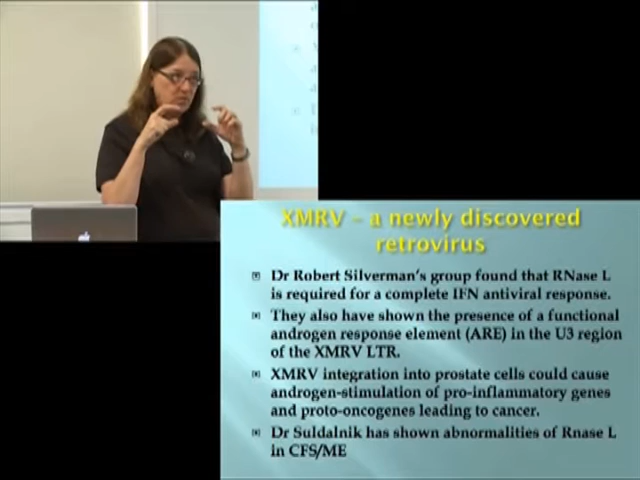 XMRV – a newly discovered
retrovirus
Dr Robert Silverman's group found that RNase L
is required for a complete IFN antiviral response.
They also have shown the presence of a functional
androgen response element (ARE) in the U3 region
of the XMRV LTR.
XMRV integration into prostate cells could cause
androgen-stimulation of pro-inflammatory genes
and proto-oncogenes leading to cancer.
Dr Suldalnik has shown abnormalities of Rnase L
in CFS/ME